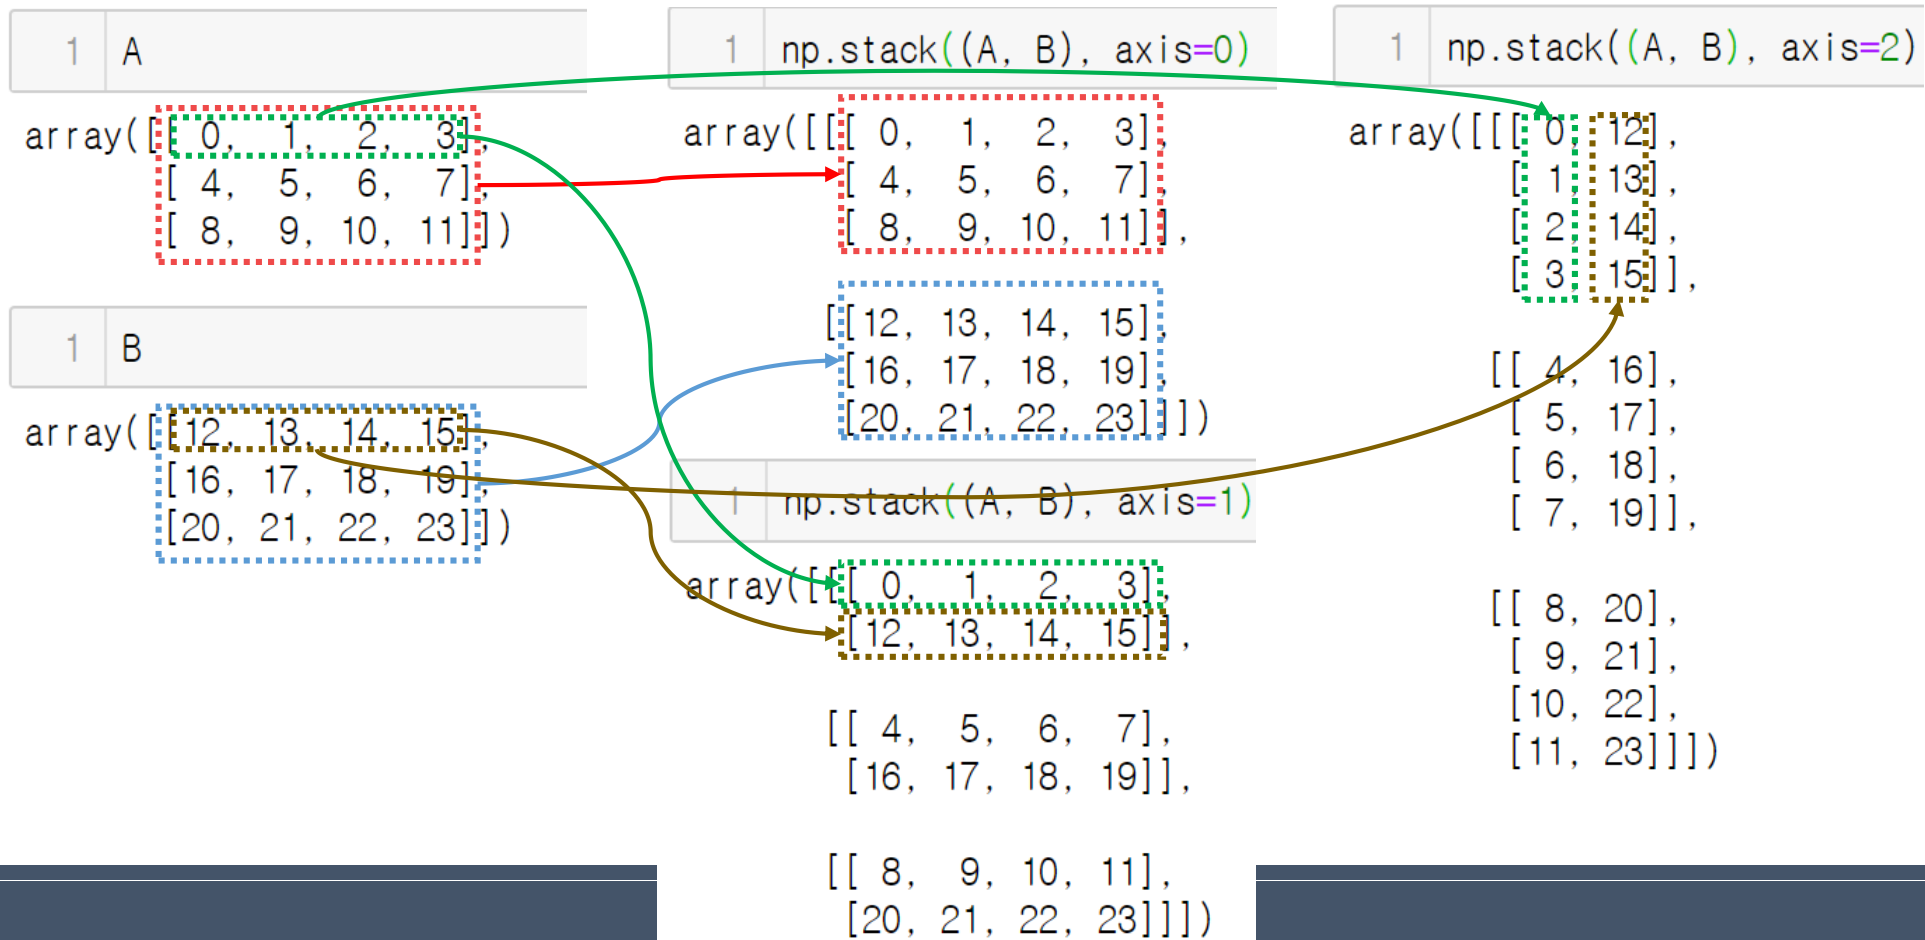 1 A
array([[ 0, 1, 2, 3],
[ 4, 5, 6, 7],
[ 8, 9, 10, 11]])
1 B
array([[12, 13, 14, 15],
[16, 17, 18, 19],
[20, 21, 22, 23]])
1 np.stack((A, B), axis=0)
array([[[ 0, 1, 2, 3],
[ 4, 5, 6, 7],
[ 8, 9, 10, 11]],
[[12, 13, 14, 15],
[16, 17, 18, 19],
[20, 21, 22, 23]]])
1 np.stack((A, B), axis=1)
array([[[ 0, 1, 2, 3],
[12, 13, 14, 15]],
[[ 4, 5, 6, 7],
[16, 17, 18, 19]],
[[ 8, 9, 10, 11],
[20, 21, 22, 23]]])
1 np.stack((A, B), axis=2)
array([[[ 0, 12],
[ 1, 13],
[ 2, 14],
[ 3, 15]],
[[ 4, 16],
[ 5, 17],
[ 6, 18],
[ 7, 19]],
[[ 8, 20],
[ 9, 21],
[10, 22],
[11, 23]]])